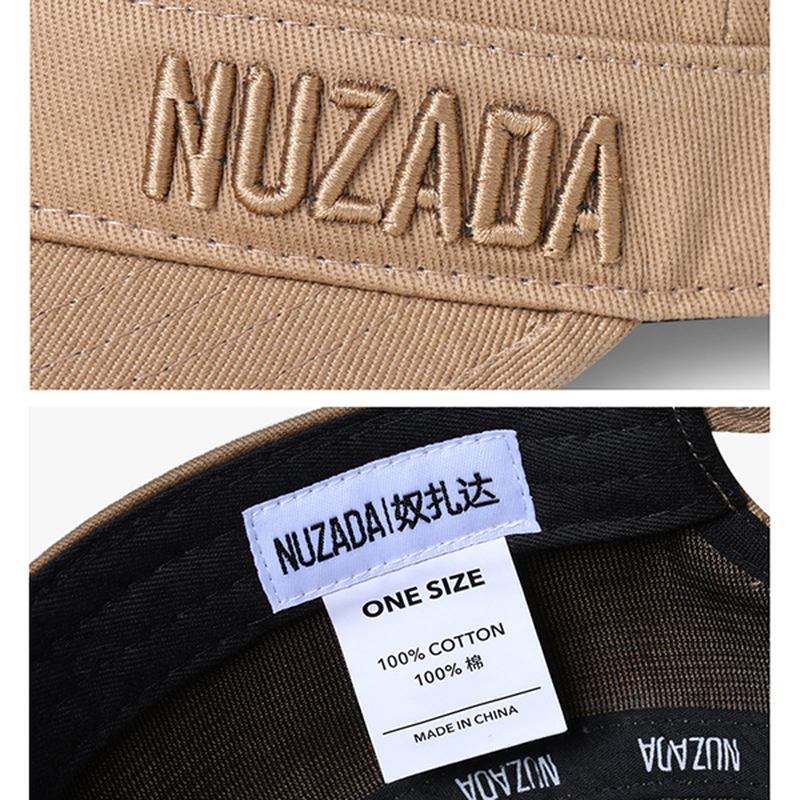 NUZADA
NUZADA|奴扎达
ONE SIZE
100% COTTON
100% 棉
MADE IN CHINA
NUZADA
NUZADA